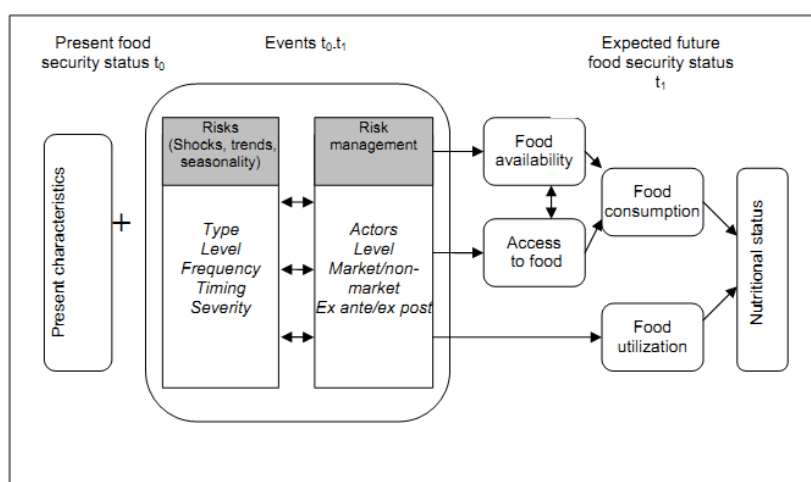 Present food
security status t0
Events t0-t1
Expected future
food security status
t1
Present characteristics
+
Risks
(Shocks, trends,
seasonality)
Type
Level
Frequency
Timing
Severity
Risk
management
Actors
Level
Market/non-
market
Ex ante/ex post
Food
availability
Access
to food
Food
consumption
Food
utilization
Nutritional status